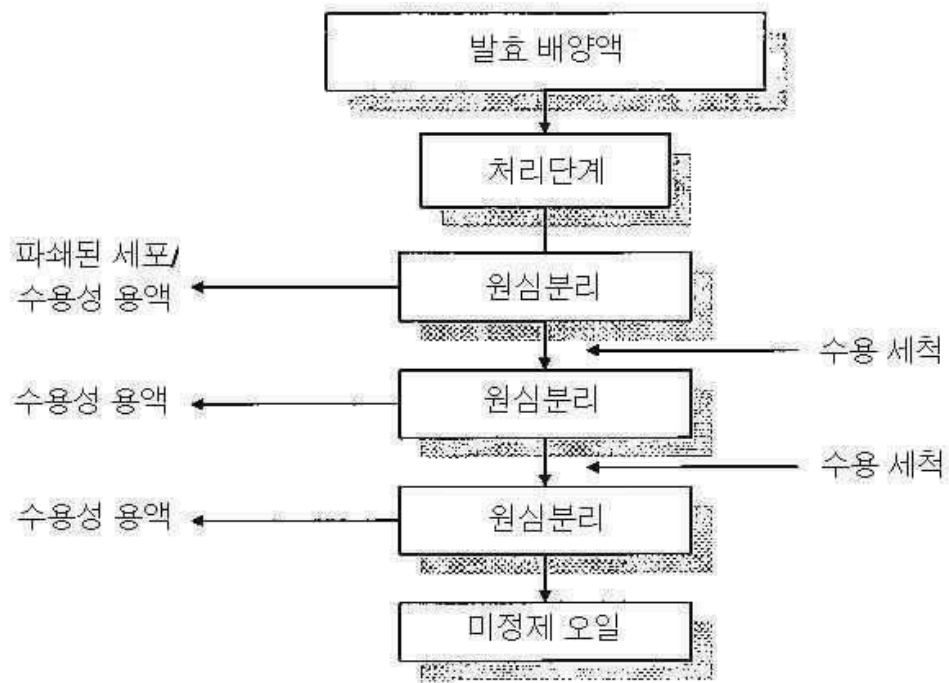 발효 배양액
처리단계
파쇄된 세포/
수용성 용액
원심분리
수용 세척
수용성 용액
원심분리
수용 세척
수용성 용액
원심분리
미정제 오일